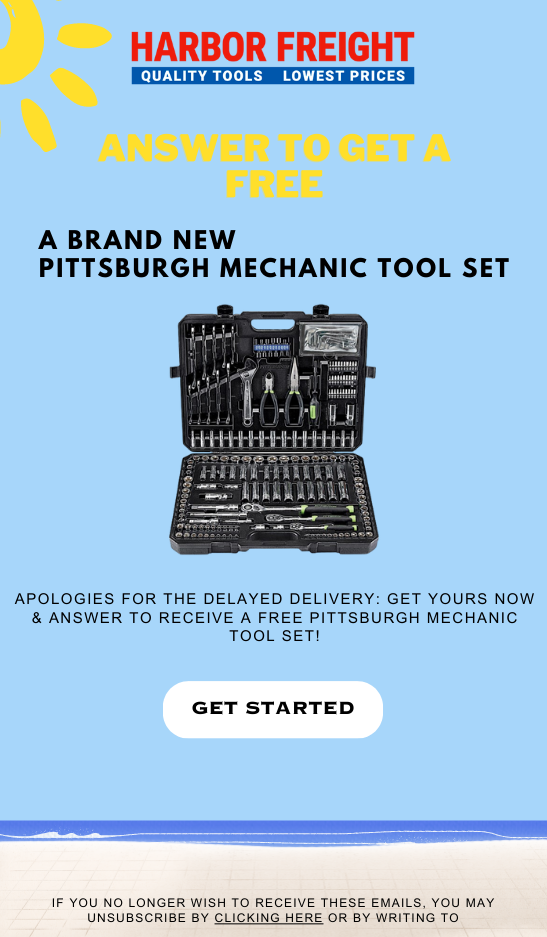 HARBOR FREIGHT
QUALITY TOOLS LOWEST PRICES
ANSWER TO GET A
FREE
A BRAND NEW
PITTSBURGH MECHANIC TOOL SET
APOLOGIES FOR THE DELAYED DELIVERY: GET YOURS NOW
& ANSWER TO RECEIVE A FREE PITTSBURGH MECHANIC
TOOL SET!
GET STARTED
IF YOU NO LONGER WISH TO RECEIVE THESE EMAILS, YOU MAY
UNSUBSCRIBE BY CLICKING HERE OR BY WRITING TO